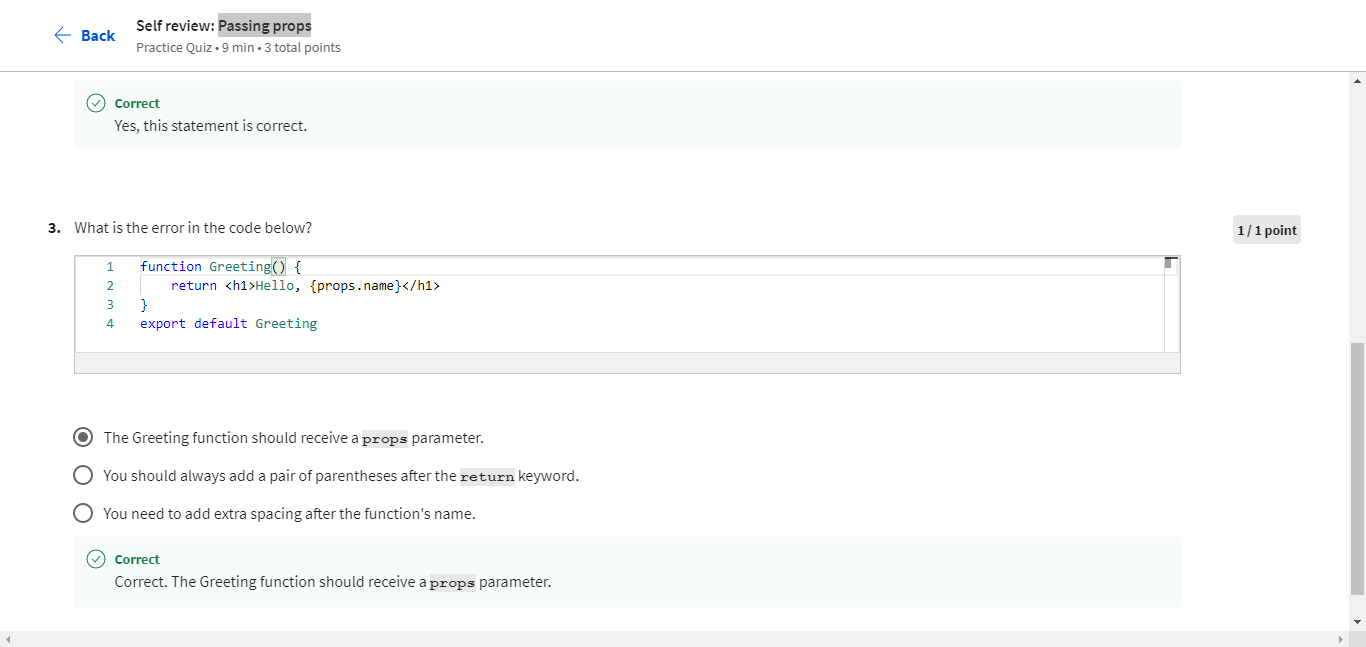 Back
Self review: Passing props
Practice Quiz • 9 min • 3 total points
Correct
Yes, this statement is correct.
3. What is the error in the code below?
1 / 1 point
1 function Greeting() {
2     return <h1>Hello, {props.name}</h1>
3 }
4 export default Greeting
The Greeting function should receive a props parameter.
You should always add a pair of parentheses after the return keyword.
You need to add extra spacing after the function's name.
Correct
Correct. The Greeting function should receive a props parameter.